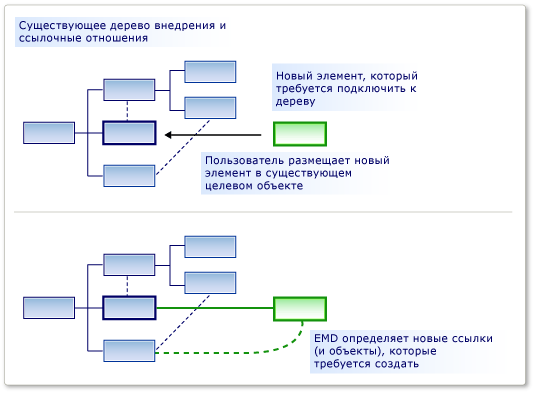 Существующее дерево внедрения и
ссылочные отношения
Новый элемент, который
требуется подключить к
дереву
Пользователь размещает новый
элемент в существующем
целевом объекте
EMD определяет новые ссылки
(и объекты), которые
требуется создать